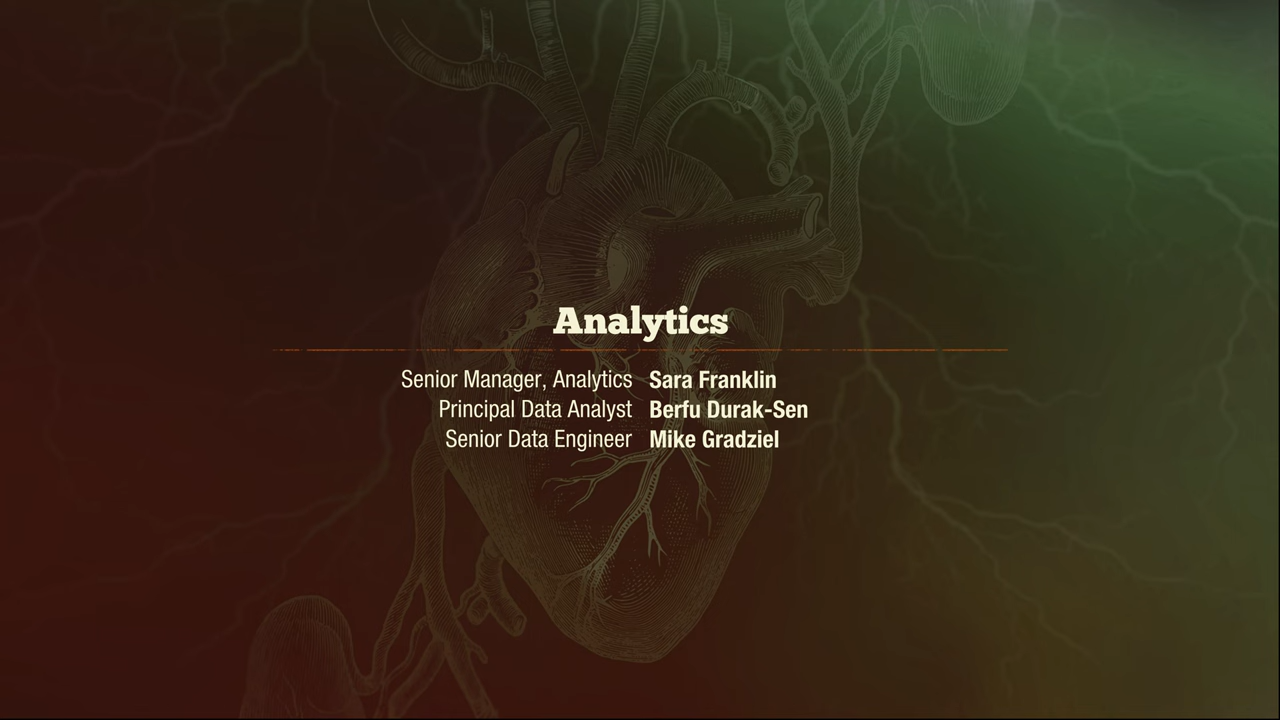 Analytics
Senior Manager, Analytics Sara Franklin
Principal Data Analyst Berfu Durak-Sen
Senior Data Engineer Mike Gradziel